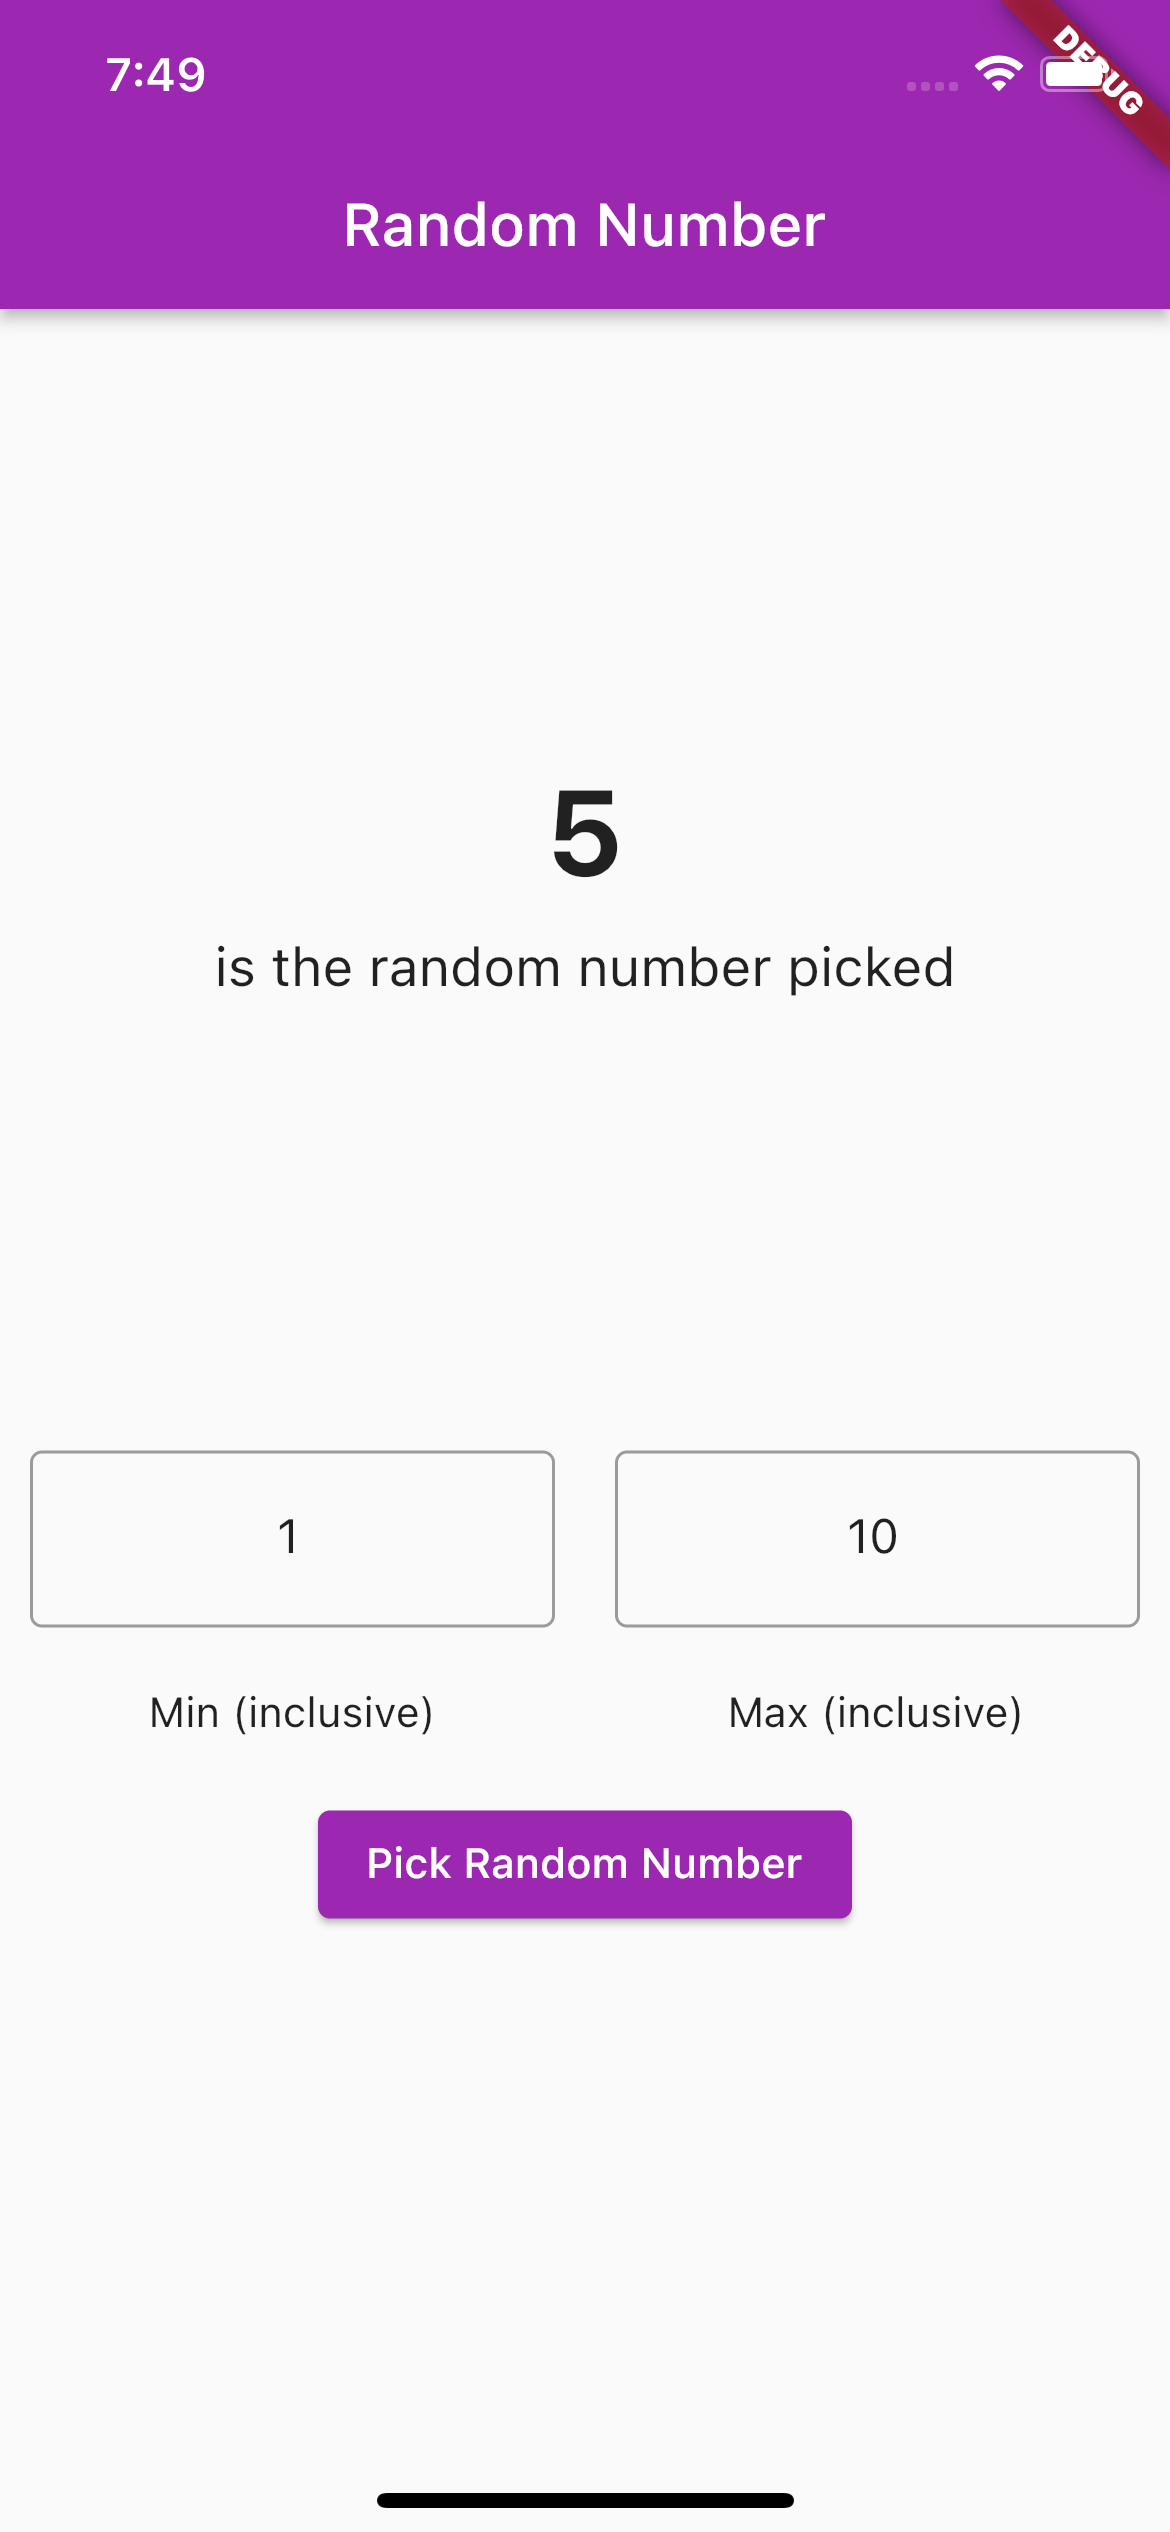 7:49
DEBUG
Random Number
5
is the random number picked
1
10
Min (inclusive)
Max (inclusive)
Pick Random Number